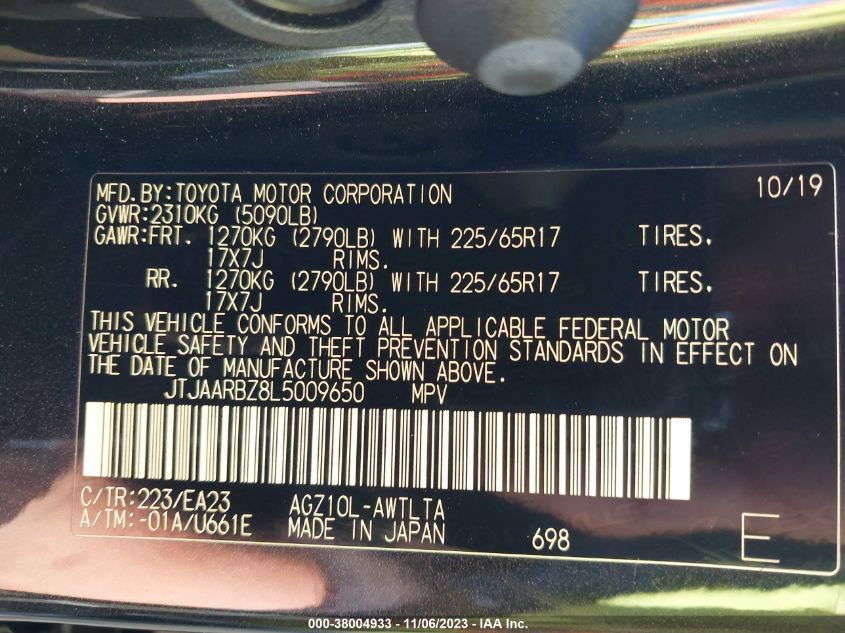 MFD.BY:TOYOTA MOTOR CORPORATION 10/19
GVWR:2310KG (5090LB)
GAWR:FRT. 1270KG (2790LB) WITH 225/65R17 TIRES.
17X7J RIMS.
RR. 1270KG (2790LB) WITH 225/65R17 TIRES.
17X7J RIMS.
THIS VEHICLE CONFORMS TO ALL APPLICABLE FEDERAL MOTOR
VEHICLE SAFETY AND THEFT PREVENTION STANDARDS IN EFFECT ON
THE DATE OF MANUFACTURE SHOWN ABOVE.
JTJAARBZ8L5009650 MPV
C/TR:223/EA23 AGZ10L-AWTLTA
A/TM:-01A/U661E MADE IN JAPAN 698 E
000-38004933 - 11/06/2023 - IAA Inc.